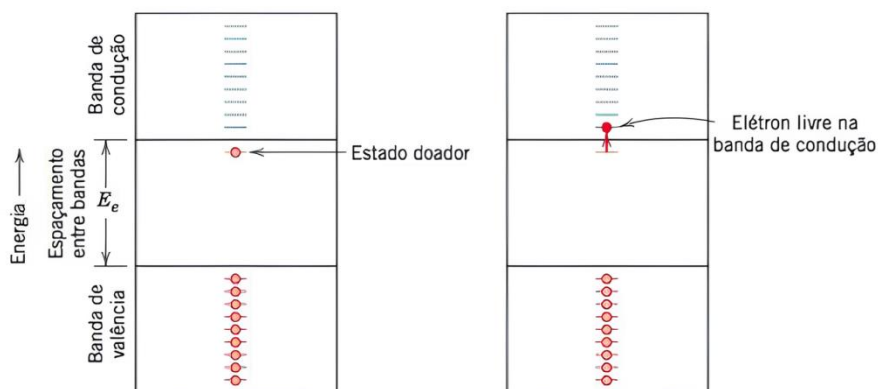 Banda de
condução
Energia
Espaçamento
entre bandas
E_e
Banda de
valência
Estado doador
Elétron livre na
banda de condução